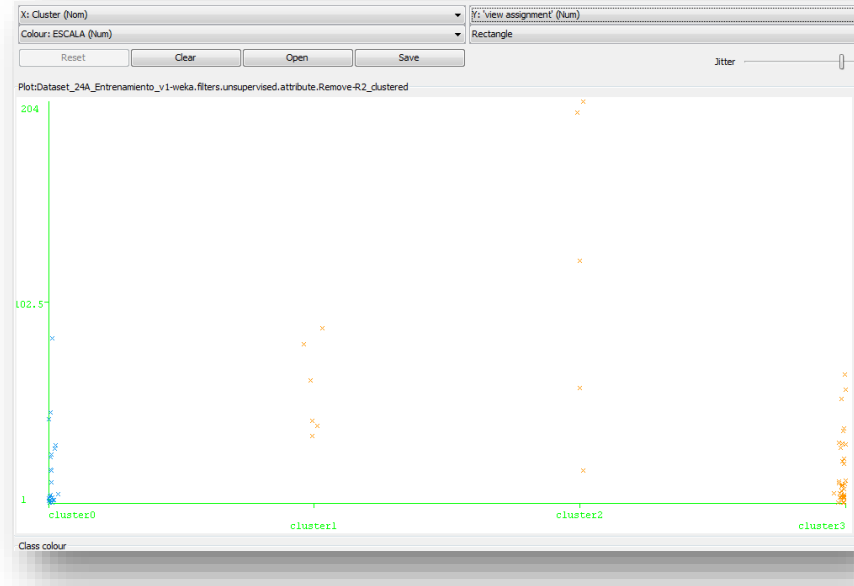 X: Cluster (Nom)
Y: 'view assignment' (Num)
Colour: ESCALA (Num)
Rectangle
Reset
Clear
Open
Save
Jitter
Plot:Dataset_24A_Entrenamiento_v1-weka.filters.unsupervised.attribute.Remove-R2_clustered
204
102.5
1
cluster0
cluster1
cluster2
cluster3
Class colour